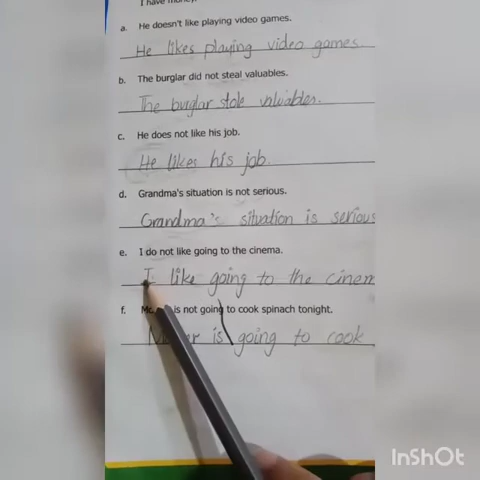 I have money.
a. He doesn't like playing video games.
He likes playing video games
b. The burglar did not steal valuables.
The burglar stole valuables.
c. He does not like his job.
He likes his job.
d. Grandma's situation is not serious.
Grandma's situation is serious
e. I do not like going to the cinema.
I like going to the cinem
f. is not going to cook spinach tonight.
is going to cook
InShOt